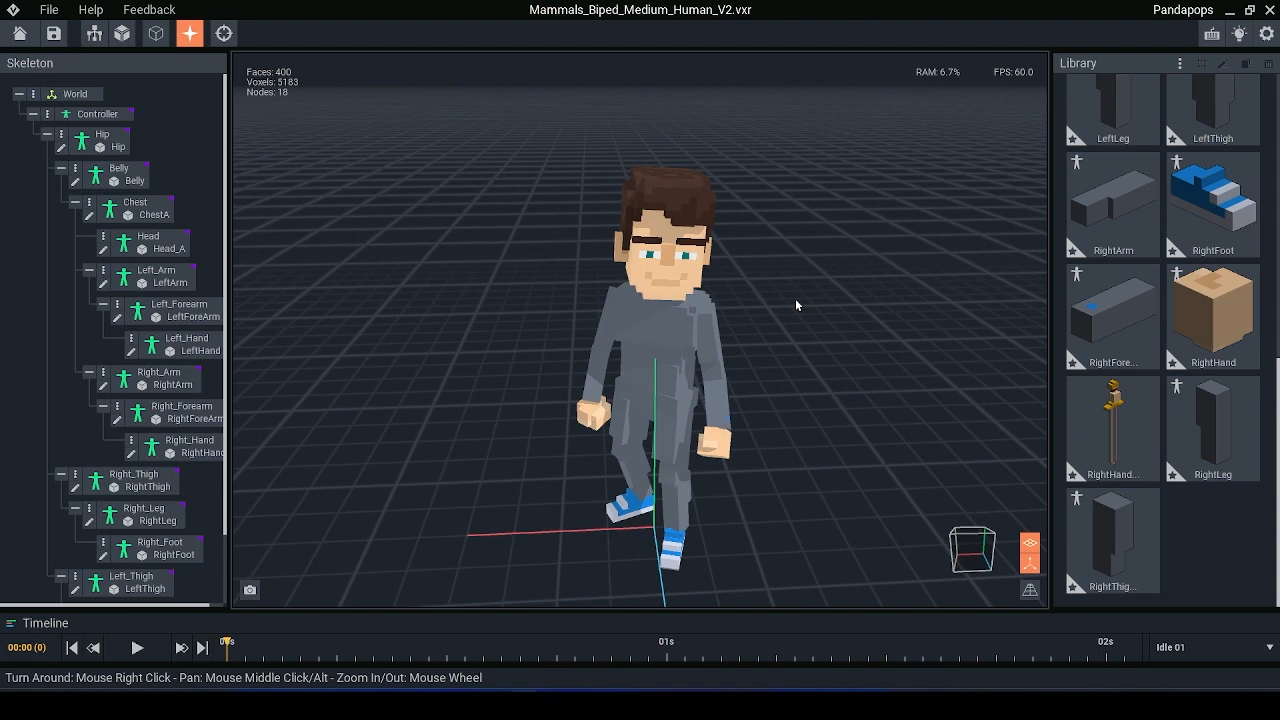 File Help Feedback
Mammals_Biped_Medium_Human_V2.vxr
Pandapops
Skeleton
World
Controller
Hip
Hip
Belly
Belly
Chest
ChestA
Head
Head_A
Left_Arm
LeftArm
Left_Forearm
LeftForeArm
Left_Hand
LeftHand
Right_Arm
RightArm
Right_Forearm
RightForeArm
Right_Hand
RightHand
Right_Thigh
RightThigh
Right_Leg
RightLeg
Right_Foot
RightFoot
Left_Thigh
LeftThigh
Faces: 400
Voxels: 5183
Nodes: 18
RAM: 6.7%
FPS: 60.0
Library
LeftLeg
LeftThigh
RightArm
RightFoot
RightFore...
RightHand
RightHand...
RightLeg
RightThig...
Timeline
00:00 (0)
01s
02s
Idle 01
Turn Around: Mouse Right Click - Pan: Mouse Middle Click/Alt - Zoom In/Out: Mouse Wheel